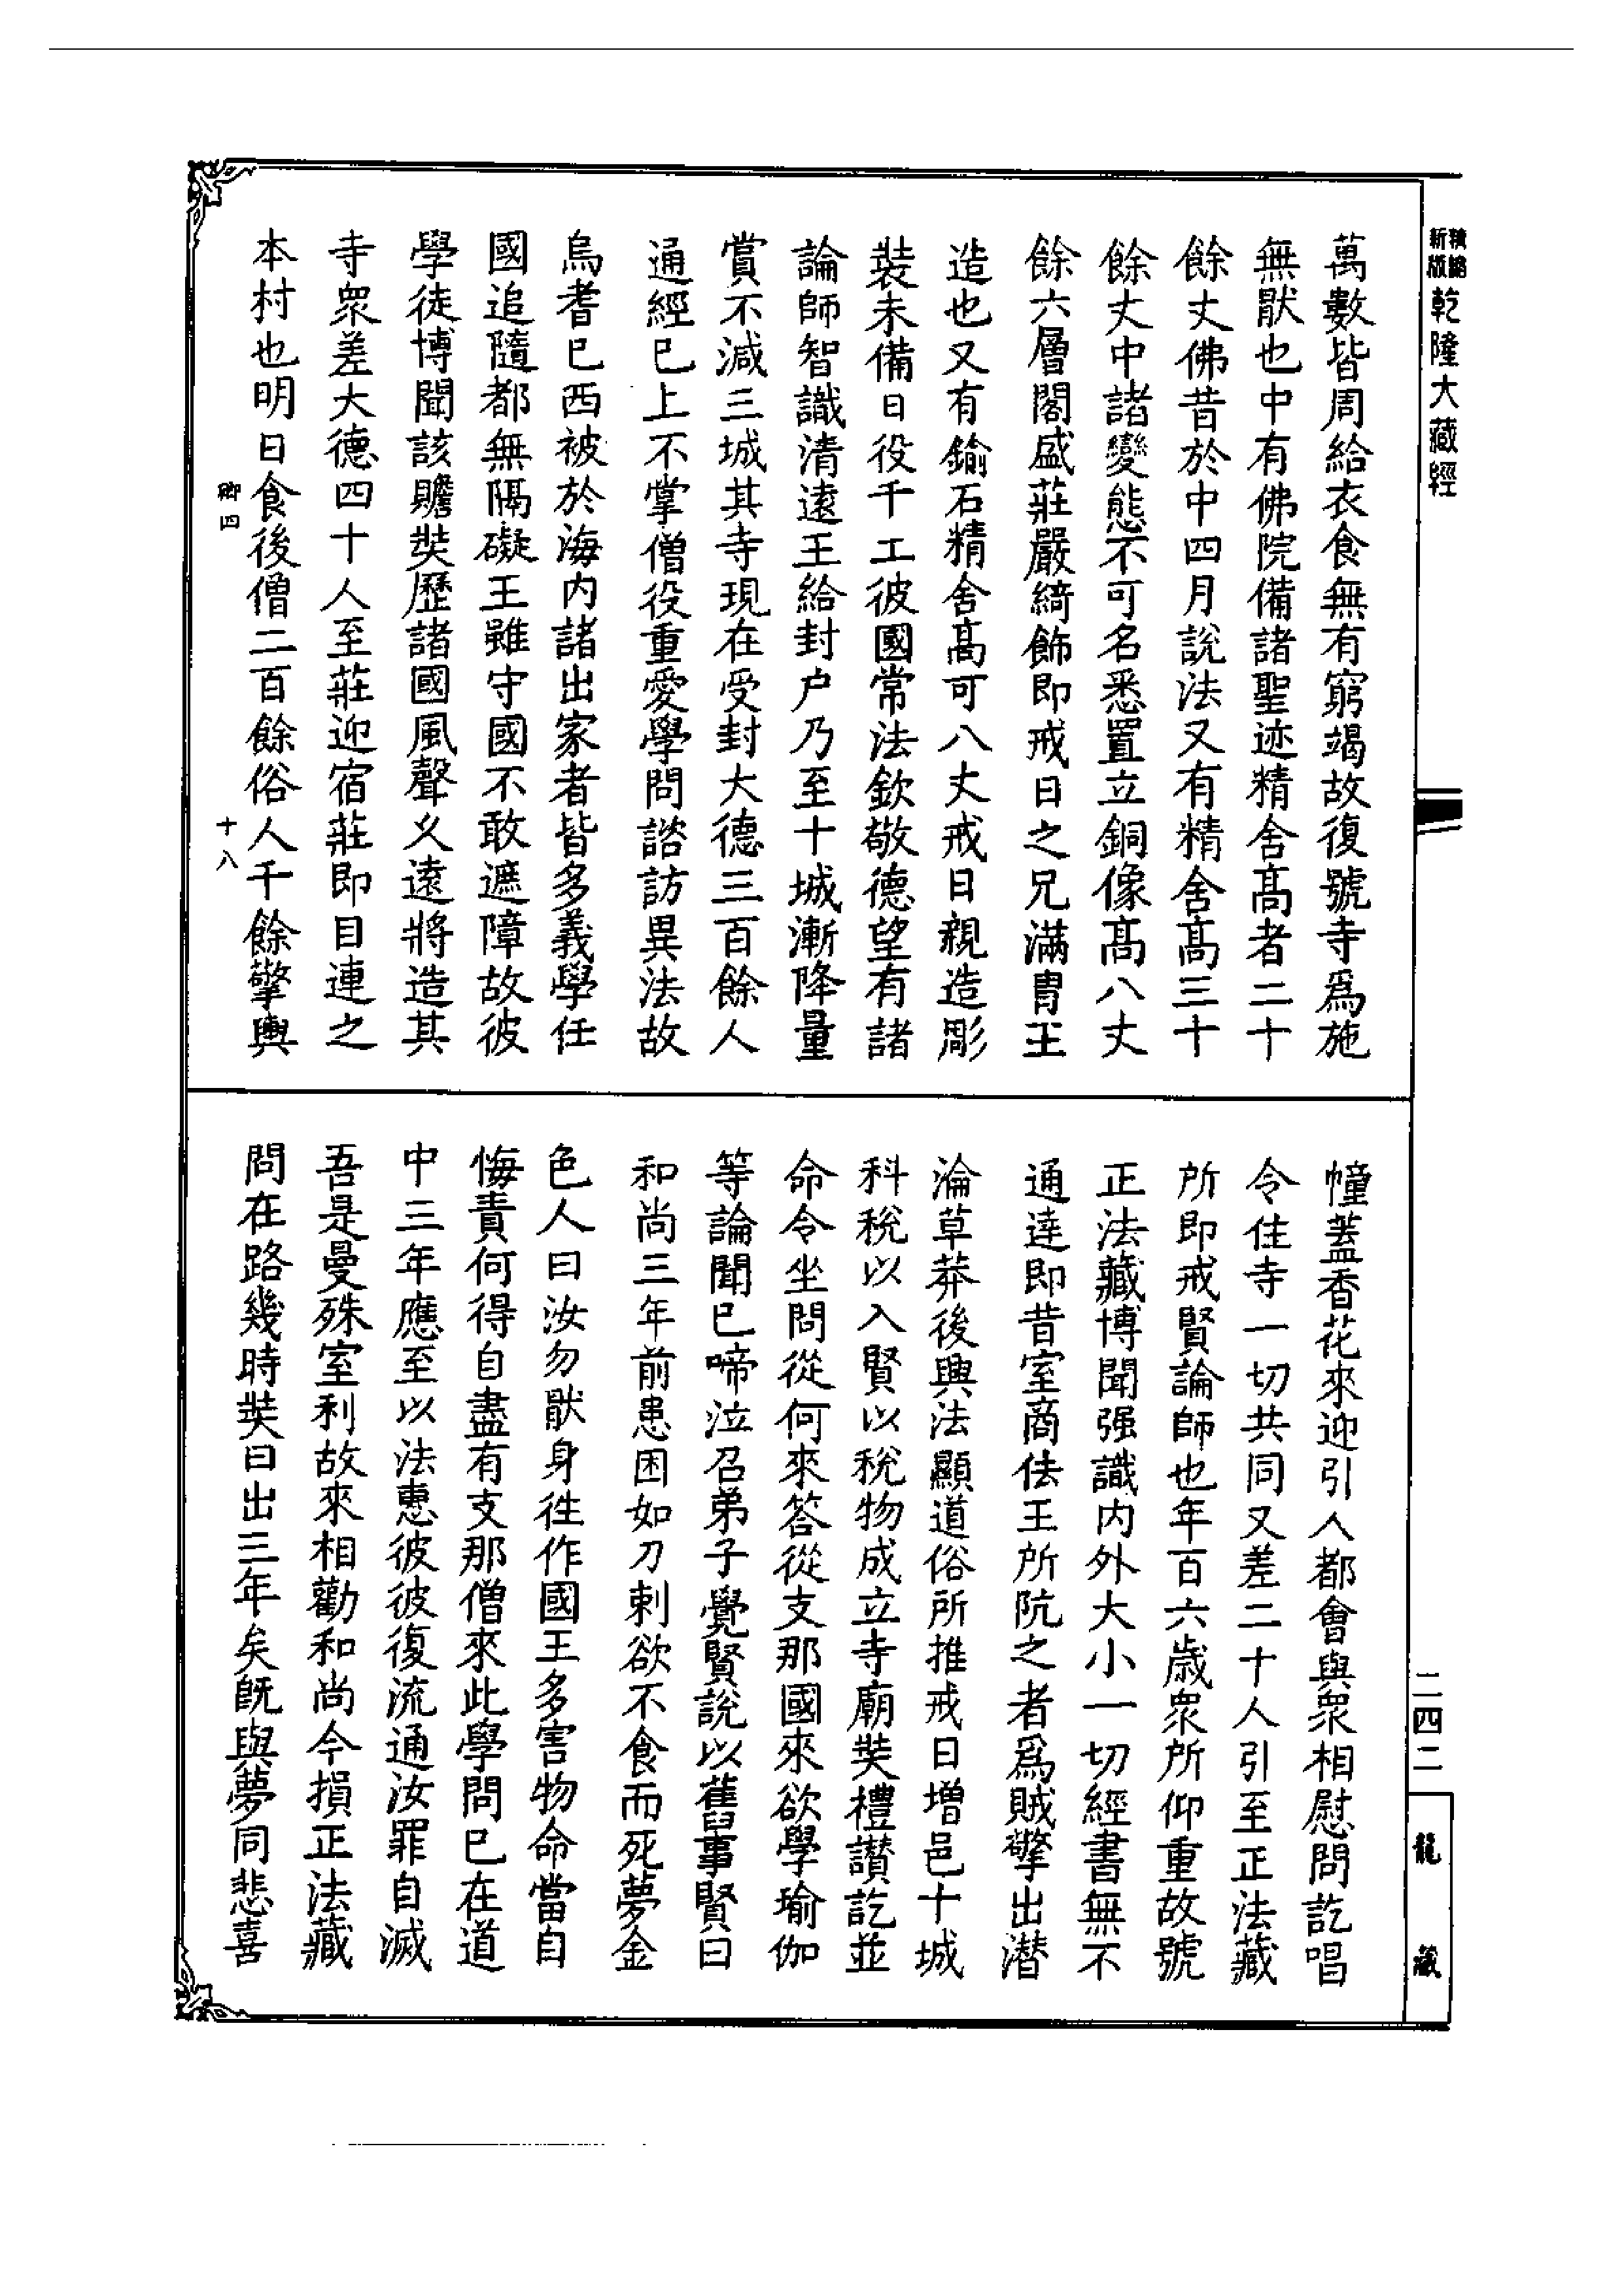 新版精縮乾隆大藏經
萬數皆周給衣食無有窮竭故復號寺爲施
無猒也中有佛院備諸聖迹精舍高者二十
餘丈佛昔於中四月說法又有精舍高三十
餘丈中諸變態不可名悉置立銅像高八丈
餘六層閣盛莊嚴綺飾即戒日之兄滿胄王
造也又有鍮石精舍高可八丈戒日親造彫
裝未備日役千工彼國常法欽敬德望有諸
論師智識清遠王給封户乃至十城漸降量
賞不減三城其寺現在受封大德三百餘人
通經已上不掌僧役重愛學問諮訪異法故
烏耆已西被於海内諸出家者皆多義學任
國追隨都無隔礙王雖守國不敢遮障故彼
學徒博聞該贍奘歷諸國風聲久遠將造其
寺衆差大德四十人至莊迎宿莊即目連之
本村也明日食後僧二百餘俗人千餘擎輿
卿四
十八
幢蓋香花來迎引入都會與衆相慰問訖唱
令住寺一切共同又差二十人引至正法藏
所即戒賢論師也年百六歲衆所仰重故號
正法藏博聞强識内外大小一切經書無不
通達即昔室商佉王所阬之者爲賊擎出潛
淪草莽後興法顯道俗所推戒日增邑十城
科稅以入賢以稅物成立寺廟奘禮讃訖並
命令坐問從何來答從支那國來欲學瑜伽
等論聞已啼泣召弟子覺賢說以舊事賢曰
和尚三年前患困如刀刺欲不食而死夢金
色人曰汝勿猒身徃作國王多害物命當自
悔責何得自盡有支那僧來此學問已在道
中三年應至以法惠彼彼復流通汝罪自滅
吾是曼殊室利故來相勸和尚今損正法藏
問在路幾時奘曰出三年矣旣與夢同悲喜
二四二
龍藏